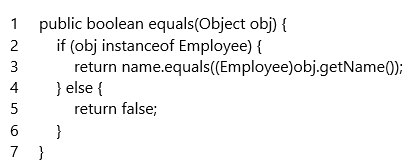 1 public boolean equals(Object obj) {
2 if (obj instanceof Employee) {
3 return name.equals((Employee)obj.getName());
4 } else {
5 return false;
6 }
7 }